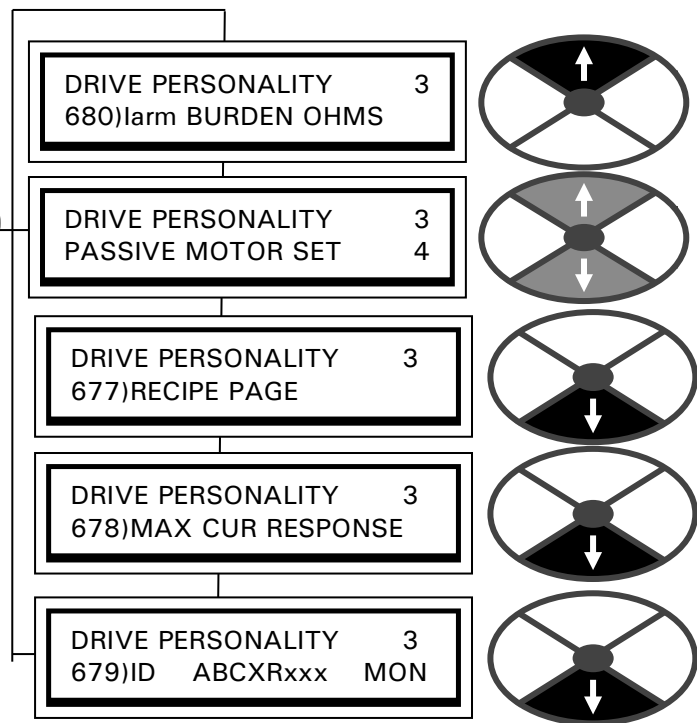 DRIVE PERSONALITY 3
680)Iarm BURDEN OHMS
DRIVE PERSONALITY 3
PASSIVE MOTOR SET 4
DRIVE PERSONALITY 3
677)RECIPE PAGE
DRIVE PERSONALITY 3
678)MAX CUR RESPONSE
DRIVE PERSONALITY 3
679)ID ABCXRxxx MON